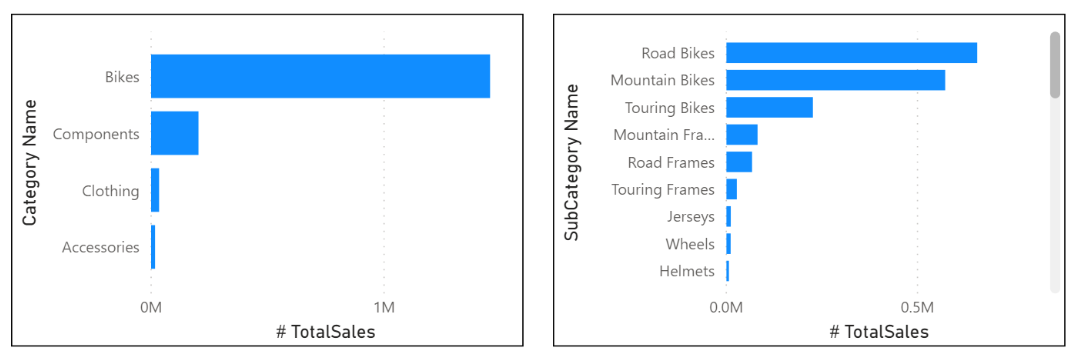 Category Name
Bikes
Components
Clothing
Accessories
0M 1M
# TotalSales
SubCategory Name
Road Bikes
Mountain Bikes
Touring Bikes
Mountain Fra...
Road Frames
Touring Frames
Jerseys
Wheels
Helmets
0.0M 0.5M
# TotalSales